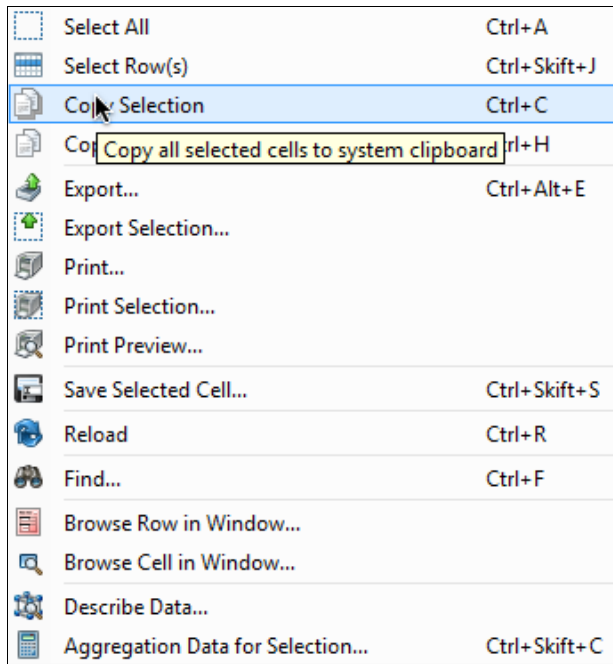 Select All Ctrl+A
Select Row(s) Ctrl+Skift+J
Copy Selection Ctrl+C
Copy all selected cells to system clipboard
Export... Ctrl+Alt+E
Export Selection...
Print...
Print Selection...
Print Preview...
Save Selected Cell... Ctrl+Skift+S
Reload Ctrl+R
Find... Ctrl+F
Browse Row in Window...
Browse Cell in Window...
Describe Data...
Aggregation Data for Selection... Ctrl+Skift+C